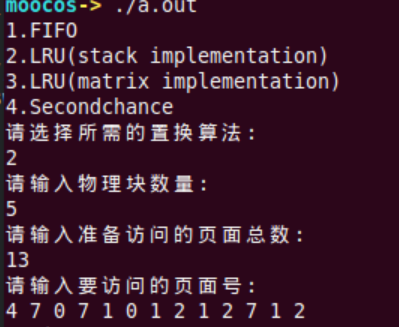 moocos-> ./a.out
1.FIFO
2.LRU(stack implementation)
3.LRU(matrix implementation)
4.Secondchance
请选择所需的置换算法:
2
请输入物理块数量:
5
请输入准备访问的页面总数:
13
请输入要访问的页面号:
4 7 0 7 1 0 1 2 1 2 7 1 2